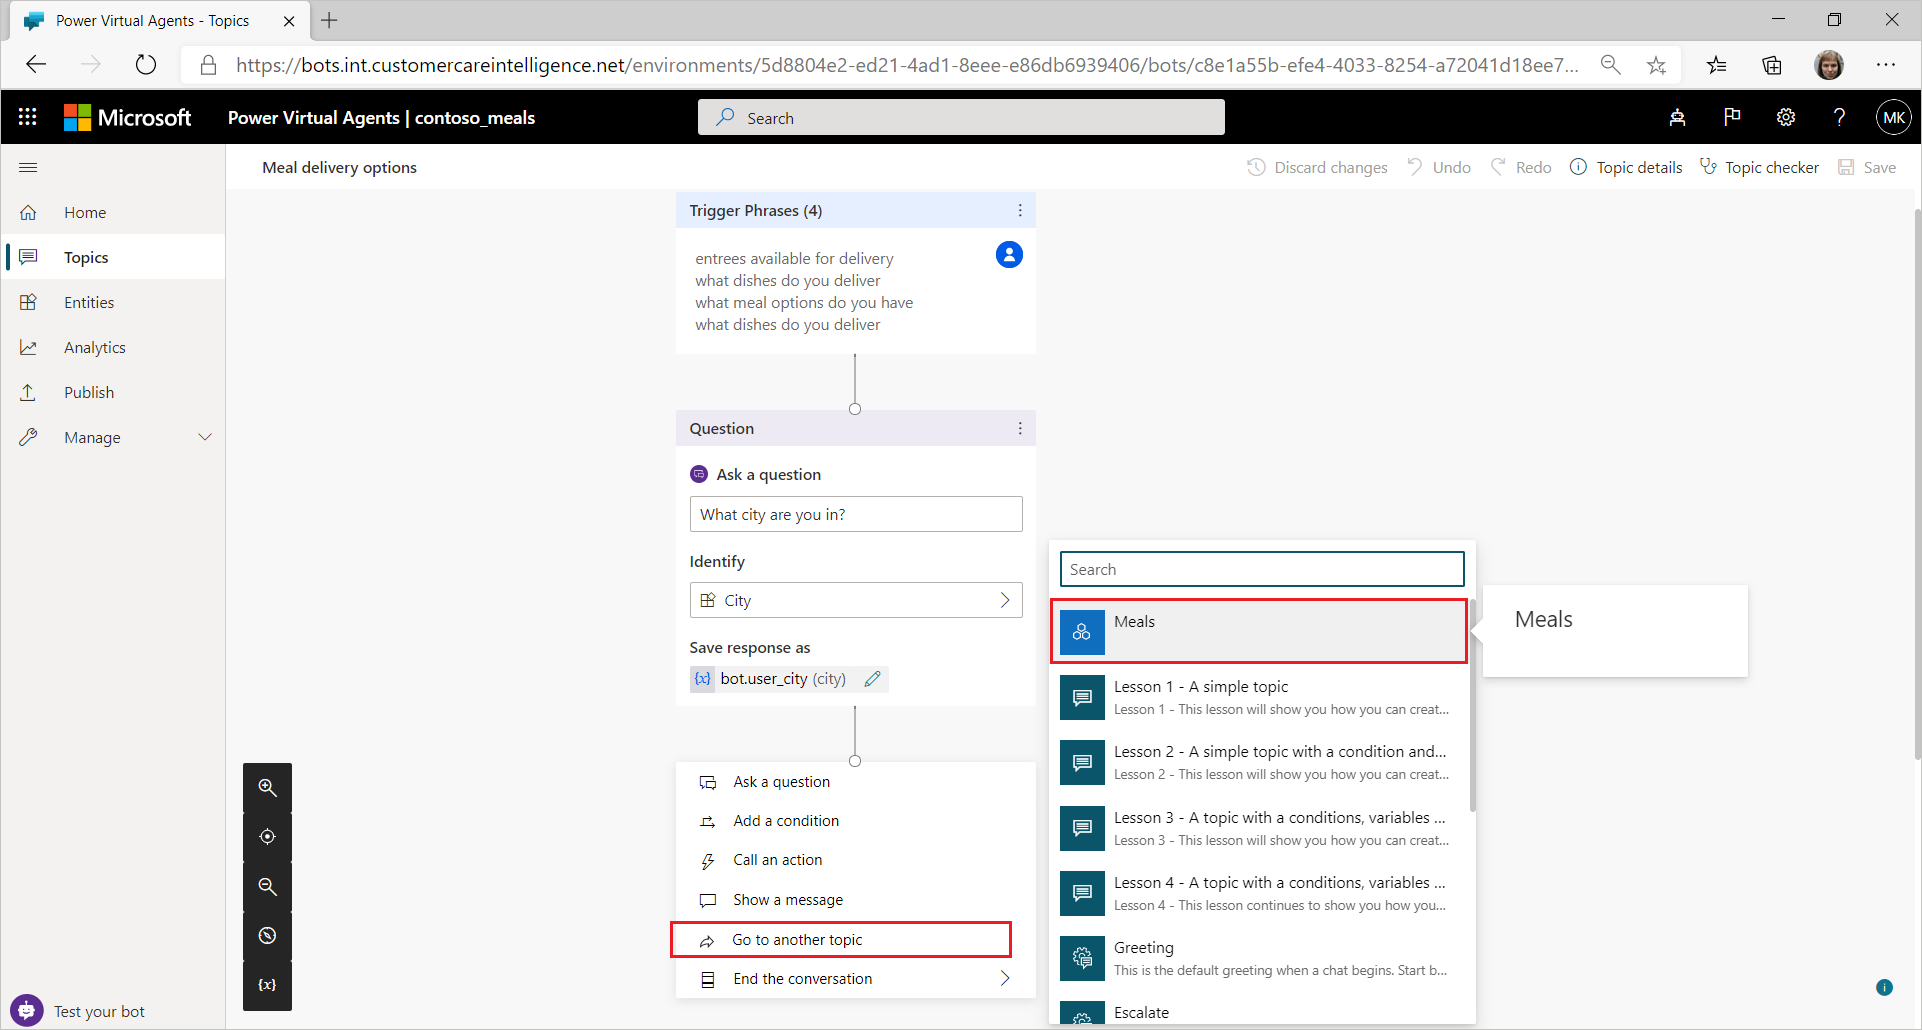 Power Virtual Agents - Topics
https://bots.int.customercareintelligence.net/environments/5d8804e2-ed21-4ad1-8eee-e86db6939406/bots/c8e1a55b-efe4-4033-8254-a72041d18ee7...
Microsoft
Power Virtual Agents | contoso_meals
Search
?
MK
Meal delivery options
Discard changes
Undo
Redo
Topic details
Topic checker
Save
Home
Topics
Entities
Analytics
Publish
Manage
Test your bot
Trigger Phrases (4)
entrees available for delivery
what dishes do you deliver
what meal options do you have
what dishes do you deliver
Question
Ask a question
What city are you in?
Identify
City
Save response as
{x} bot.user_city (city)
Ask a question
Add a condition
Call an action
Show a message
Go to another topic
End the conversation
{x}
Search
Meals
Lesson 1 - A simple topic
Lesson 1 - This lesson will show you how you can creat...
Lesson 2 - A simple topic with a condition and...
Lesson 2 - This lesson will show you how you can creat...
Lesson 3 - A topic with a conditions, variables ...
Lesson 3 - This lesson will show you how you can creat...
Lesson 4 - A topic with a conditions, variables ...
Lesson 4 - This lesson continues to show you how you...
Greeting
This is the default greeting when a chat begins. Start b...
Escalate
Meals